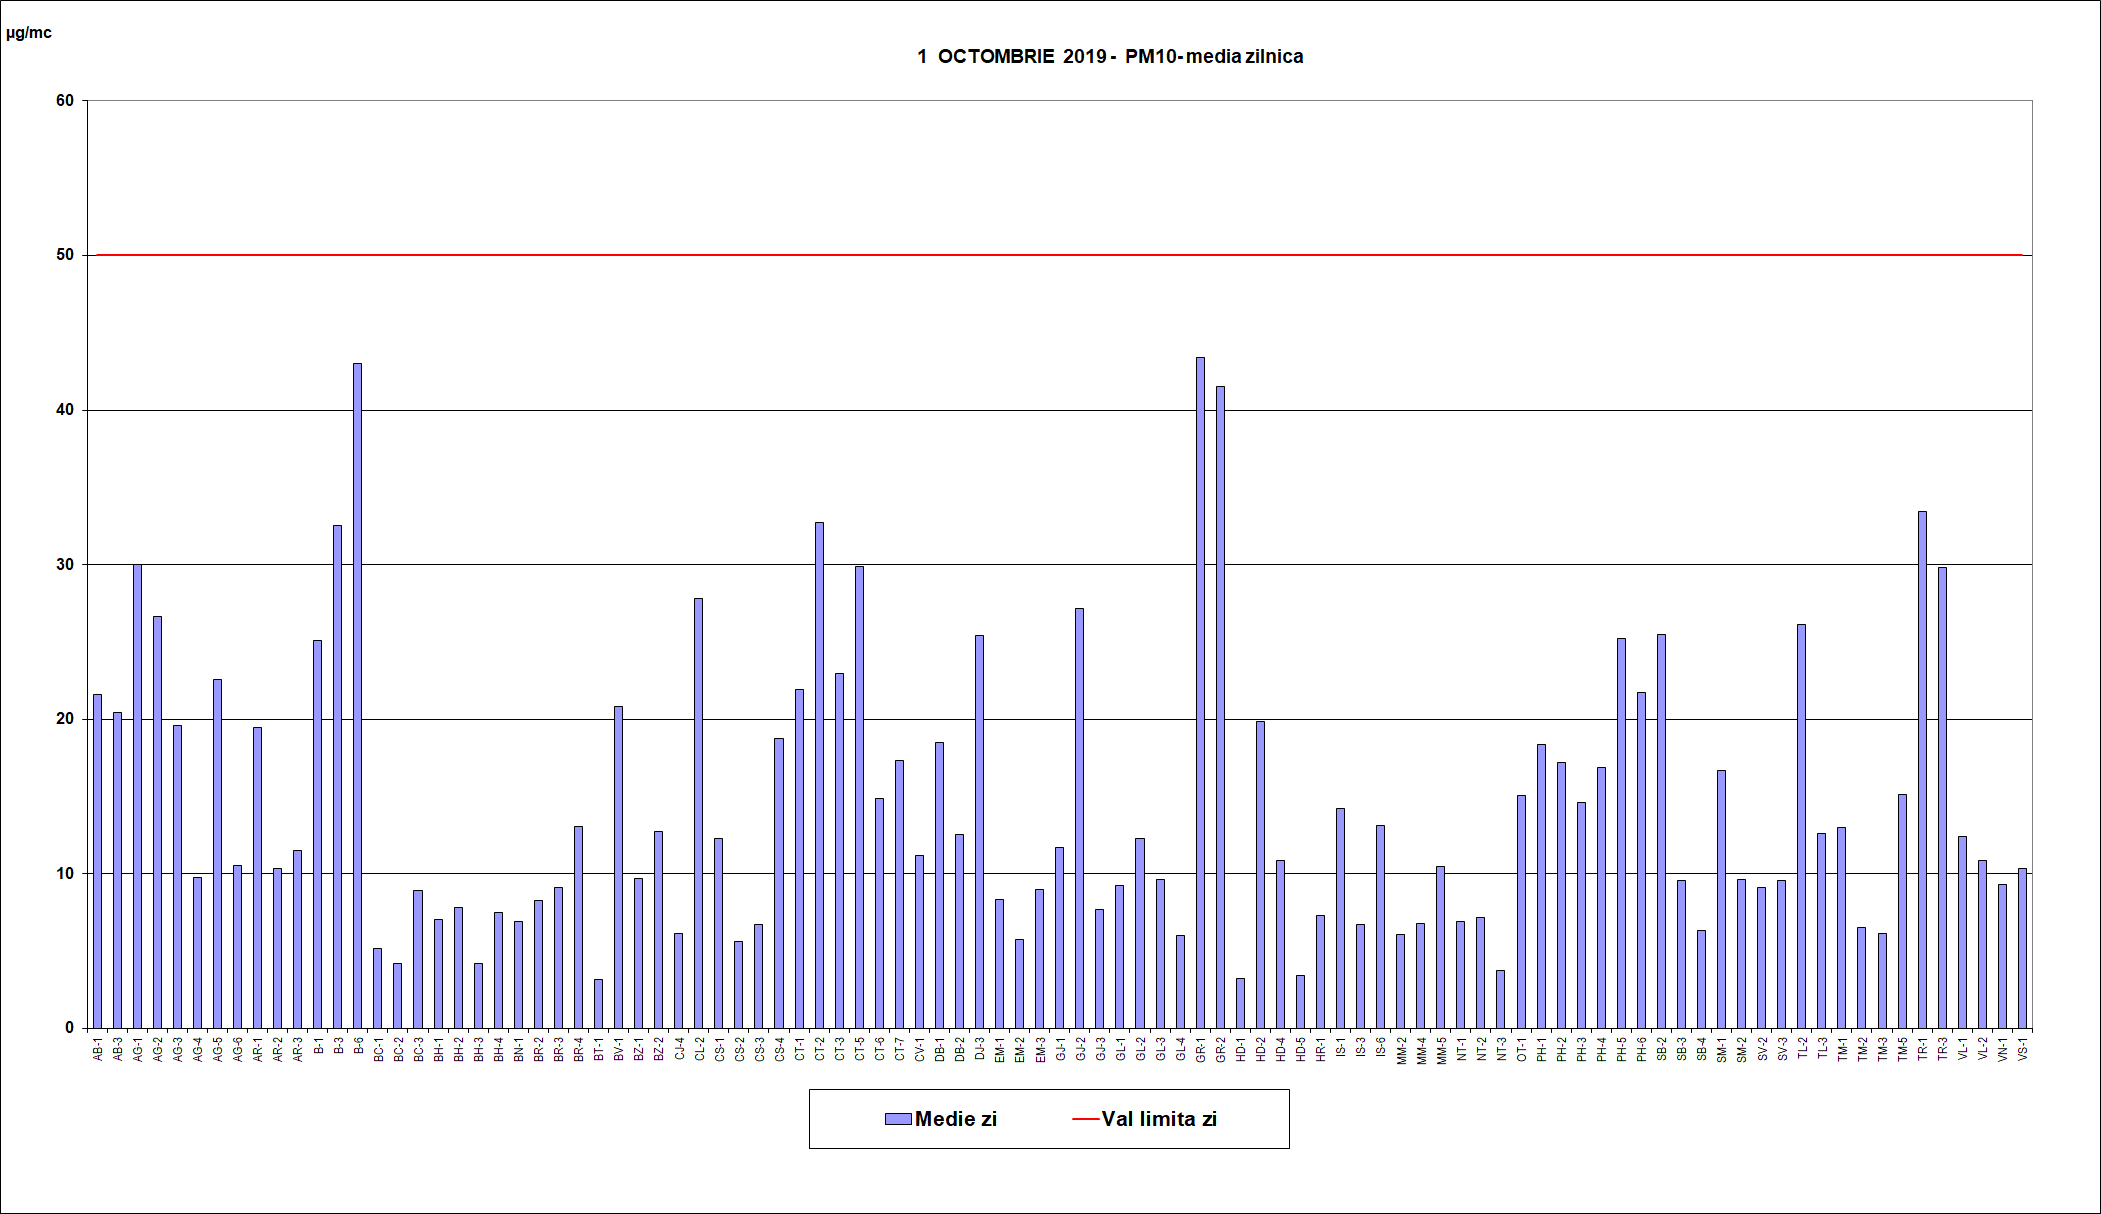 µg/mc
1 OCTOMBRIE 2019 - PM10- media zilnica
60
50
40
30
20
10
0
AB-1 AB-3 AG-1 AG-2 AG-3 AG-4 AG-5 AG-6 AR-1 AR-2 AR-3 B-1 B-3 B-6 BC-1 BC-2 BC-3 BH-1 BH-2 BH-3 BH-4 BN-1 BR-2 BR-3 BR-4 BT-1 BV-1 BZ-1 BZ-2 CJ-4 CL-2 CS-1 CS-2 CS-3 CS-4 CT-1 CT-2 CT-3 CT-5 CT-6 CT-7 CV-1 DB-1 DB-2 DJ-3 EM-1 EM-2 EM-3 GJ-1 GJ-2 GJ-3 GL-1 GL-2 GL-3 GL-4 GR-1 GR-2 HD-1 HD-2 HD-4 HD-5 HR-1 IS-1 IS-3 IS-6 MM-2 MM-4 MM-5 NT-1 NT-2 NT-3 OT-1 PH-1 PH-2 PH-3 PH-4 PH-5 PH-6 SB-2 SB-3 SB-4 SM-1 SM-2 SV-2 SV-3 TL-2 TL-3 TM-1 TM-2 TM-3 TM-5 TR-1 TR-3 VL-1 VL-2 VN-1 VS-1
Medie zi Val limita zi